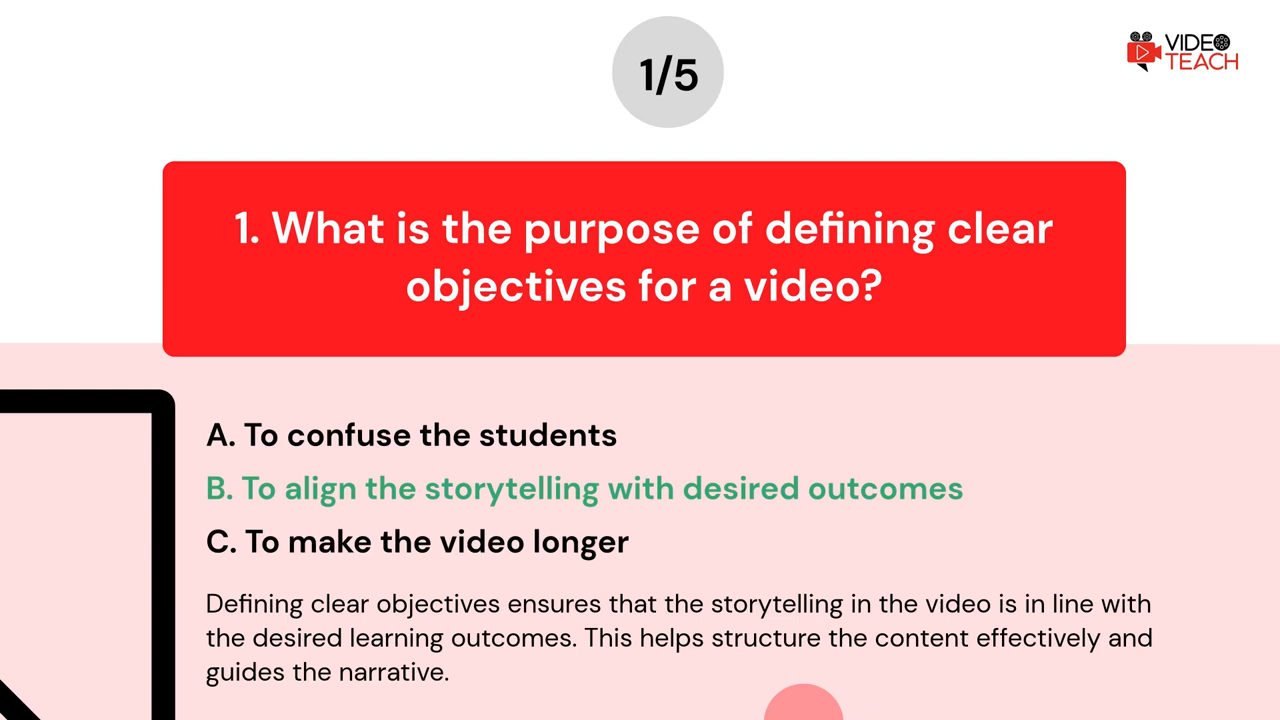 1/5
VIDEO
TEACH
1. What is the purpose of defining clear
objectives for a video?
A. To confuse the students
B. To align the storytelling with desired outcomes
C. To make the video longer
Defining clear objectives ensures that the storytelling in the video is in line with
the desired learning outcomes. This helps structure the content effectively and
guides the narrative.